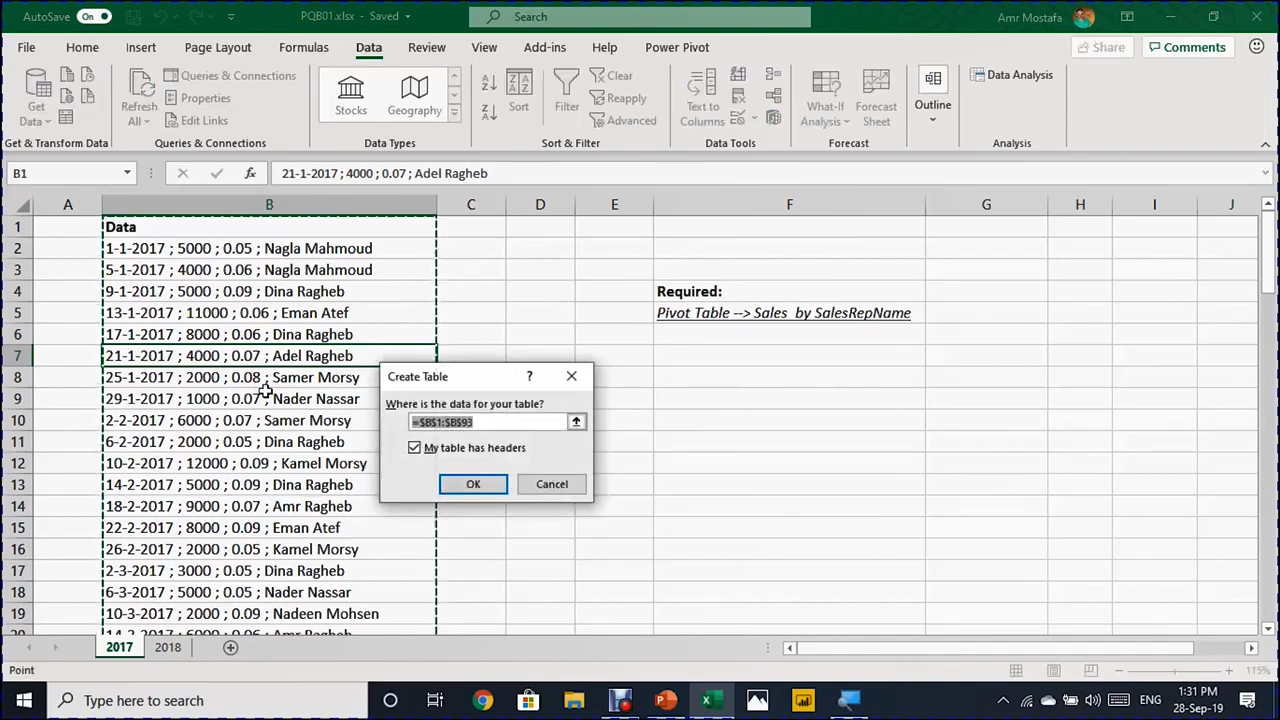 AutoSave On PQB01.xlsx - Saved Search Amr Mostafa
File Home Insert Page Layout Formulas Data Review View Add-ins Help Power Pivot Share Comments
Get Data
Refresh All
Queries & Connections
Properties
Edit Links
Stocks
Geography
Sort
Filter
Clear
Reapply
Advanced
Text to Columns
What-If Analysis
Forecast Sheet
Outline
Data Analysis
Get & Transform Data Queries & Connections Data Types Sort & Filter Data Tools Forecast Analysis
B1 fx 21-1-2017 ; 4000 ; 0.07 ; Adel Ragheb
A B C D E F G H I J
1 Data
2 1-1-2017 ; 5000 ; 0.05 ; Nagla Mahmoud
3 5-1-2017 ; 4000 ; 0.06 ; Nagla Mahmoud
4 9-1-2017 ; 5000 ; 0.09 ; Dina Ragheb Required:
5 13-1-2017 ; 11000 ; 0.06 ; Eman Atef Pivot Table --> Sales by SalesRepName
6 17-1-2017 ; 8000 ; 0.06 ; Dina Ragheb
7 21-1-2017 ; 4000 ; 0.07 ; Adel Ragheb
8 25-1-2017 ; 2000 ; 0.08 ; Samer Morsy
9 29-1-2017 ; 1000 ; 0.07 ; Nader Nassar
10 2-2-2017 ; 6000 ; 0.07 ; Samer Morsy
11 6-2-2017 ; 2000 ; 0.05 ; Dina Ragheb
12 10-2-2017 ; 12000 ; 0.09 ; Kamel Morsy
13 14-2-2017 ; 5000 ; 0.09 ; Dina Ragheb
14 18-2-2017 ; 9000 ; 0.07 ; Amr Ragheb
15 22-2-2017 ; 8000 ; 0.09 ; Eman Atef
16 26-2-2017 ; 2000 ; 0.05 ; Kamel Morsy
17 2-3-2017 ; 3000 ; 0.05 ; Dina Ragheb
18 6-3-2017 ; 5000 ; 0.05 ; Nader Nassar
19 10-3-2017 ; 2000 ; 0.09 ; Nadeen Mohsen
20 14-3-2017 ; 6000 ; 0.06 ; Amr Ragheb
Create Table ?
Where is the data for your table?
=$B$1:$B$93
My table has headers
OK Cancel
2017 2018
Point 115%
Type here to search ENG 1:31 PM
28-Sep-19